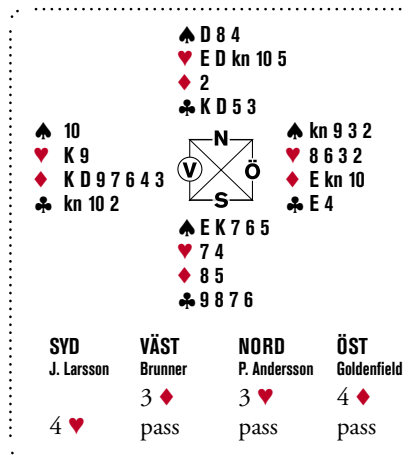 ♠ D 8 4
♥ E D kn 10 5
♦ 2
♣ K D 5 3
♠ 10
♥ K 9
♦ K D 9 7 6 4 3
♣ kn 10 2
N
V Ö
S
♠ kn 9 3 2
♥ 8 6 3 2
♦ E kn 10
♣ E 4
♠ E K 7 6 5
♥ 7 4
♦ 8 5
♣ 9 8 7 6
SYD VÄST NORD ÖST
J. Larsson Brunner P. Andersson Goldenfield
3 ♦ 3 ♥ 4 ♦
4 ♥ pass pass pass